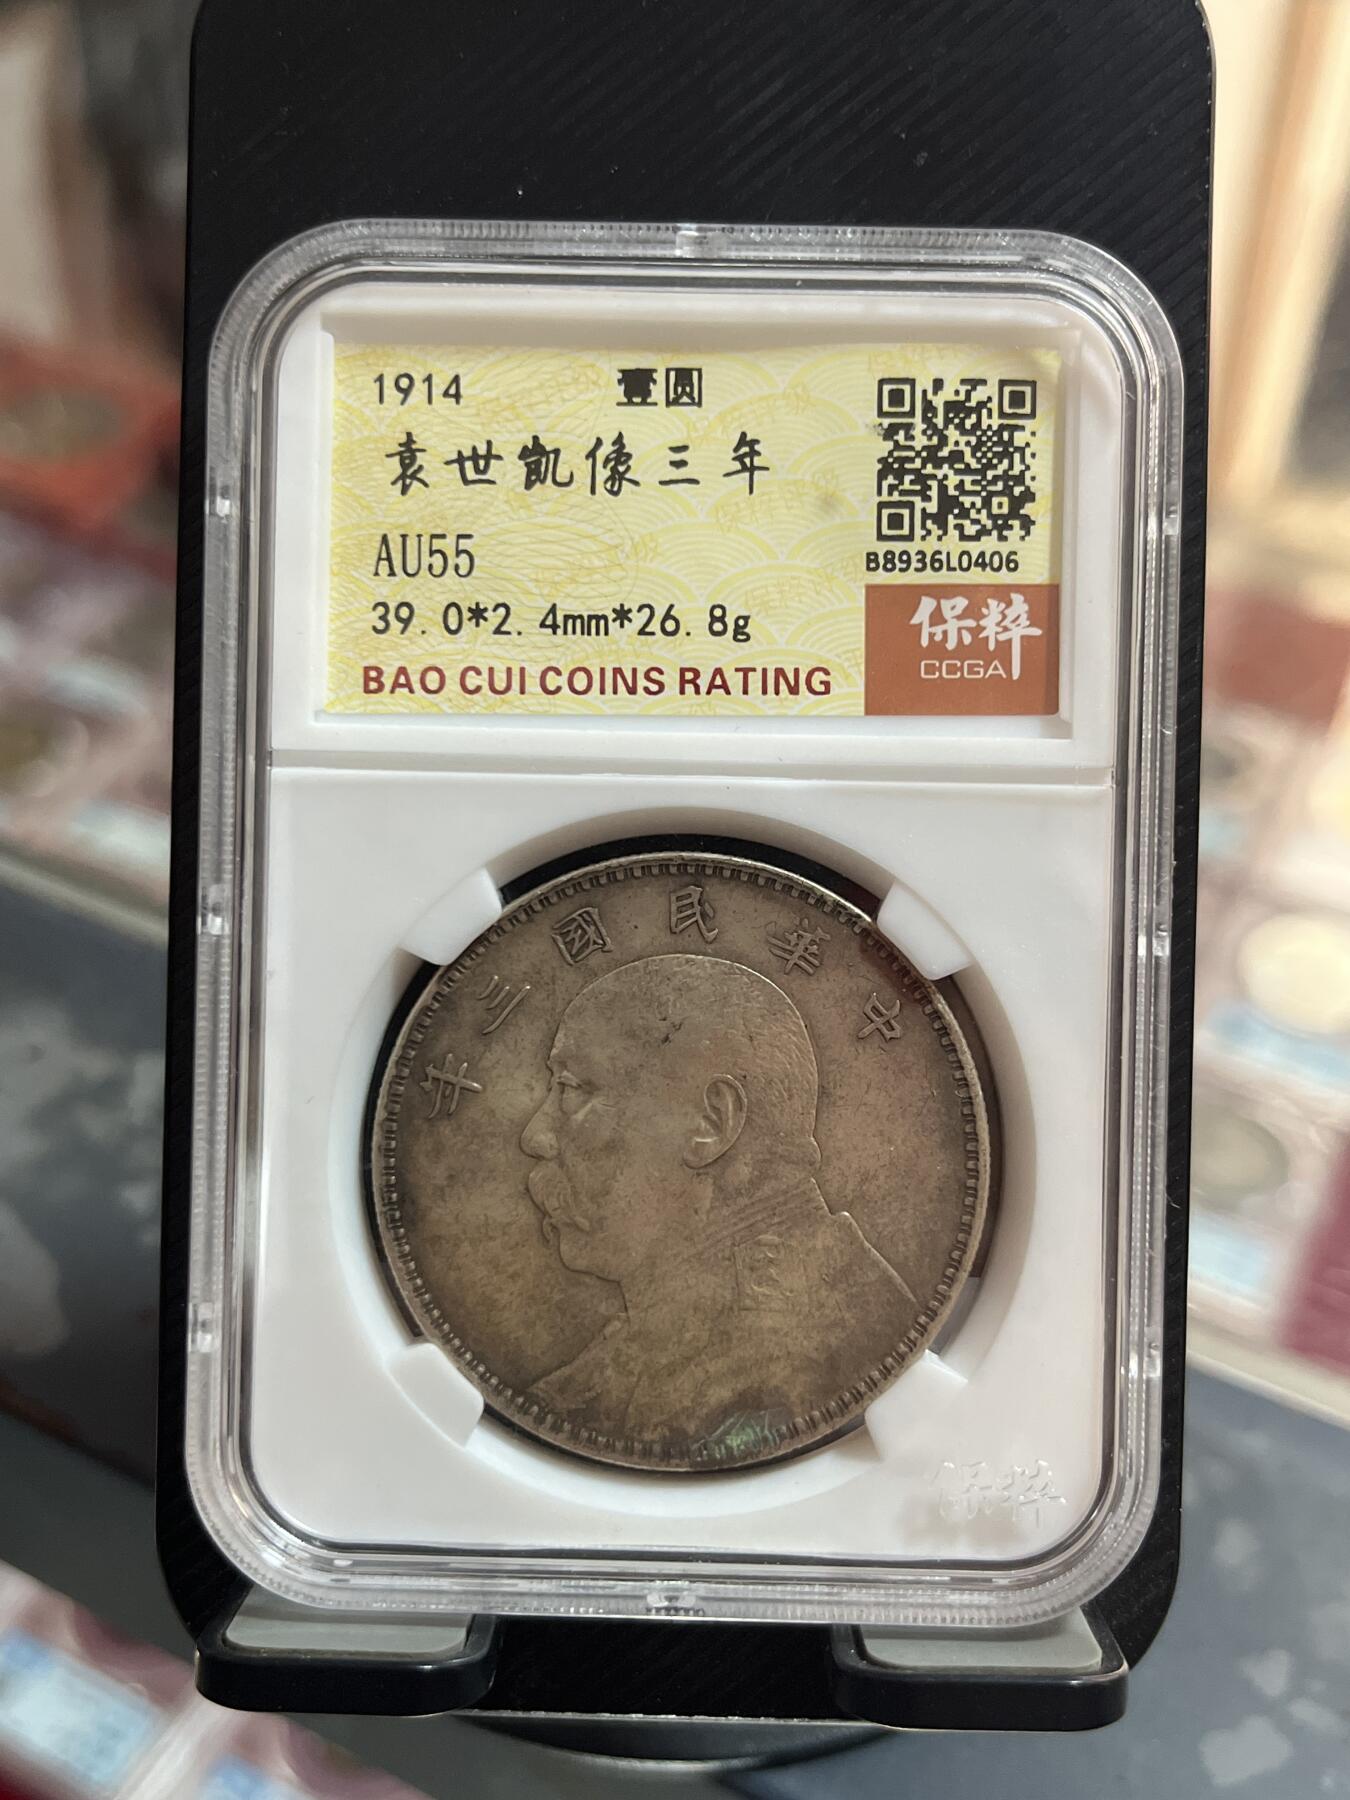 1914 壹圆
袁世凯像三年
AU55
39.0*2.4mm*26.8g
BAO CUI COINS RATING
B8936L0406
保粹
CCGA
中華民國三年
保粹